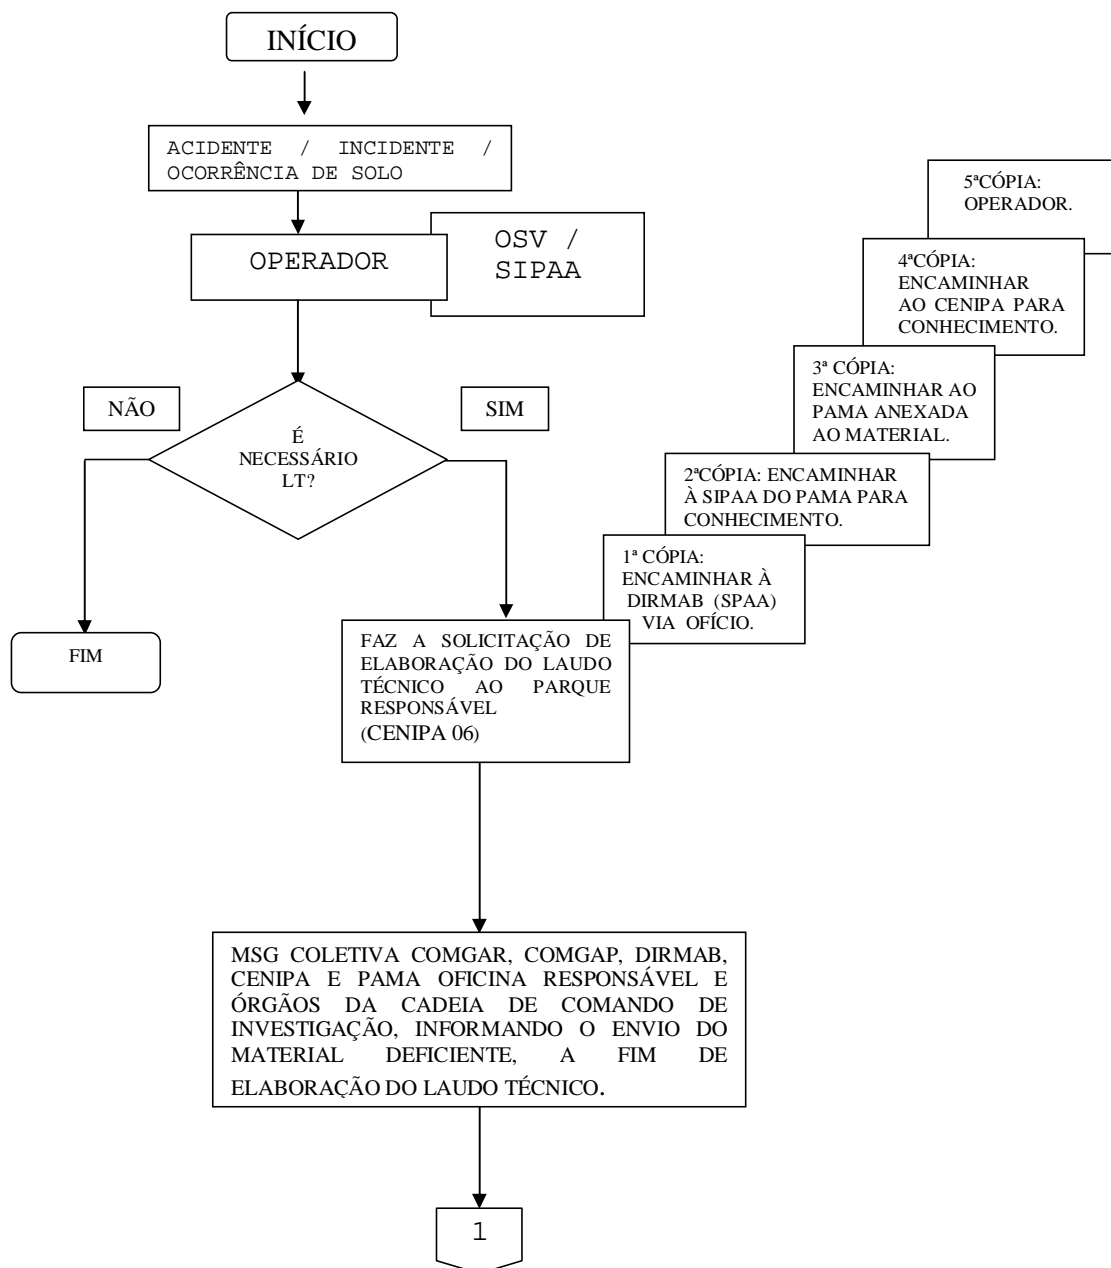 INÍCIO
ACIDENTE / INCIDENTE /
OCORRÊNCIA DE SOLO
OPERADOR
OSV /
SIPAA
5ªCÓPIA:
OPERADOR.
4ªCÓPIA:
ENCAMINHAR
AO CENIPA PARA
CONHECIMENTO.
3ª CÓPIA:
ENCAMINHAR AO
PAMA ANEXADA
AO MATERIAL.
2ªCÓPIA: ENCAMINHAR
À SIPAA DO PAMA PARA
CONHECIMENTO.
1ª CÓPIA:
ENCAMINHAR À
DIRMAB (SPAA)
VIA OFÍCIO.
NÃO
SIM
É
NECESSÁRIO
LT?
FIM
FAZ A SOLICITAÇÃO DE
ELABORAÇÃO DO LAUDO
TÉCNICO AO PARQUE
RESPONSÁVEL
(CENIPA 06)
MSG COLETIVA COMGAR, COMGAP, DIRMAB,
CENIPA E PAMA OFICINA RESPONSÁVEL E
ÓRGÃOS DA CADEIA DE COMANDO DE
INVESTIGAÇÃO, INFORMANDO O ENVIO DO
MATERIAL DEFICIENTE, A FIM DE
ELABORAÇÃO DO LAUDO TÉCNICO.
1